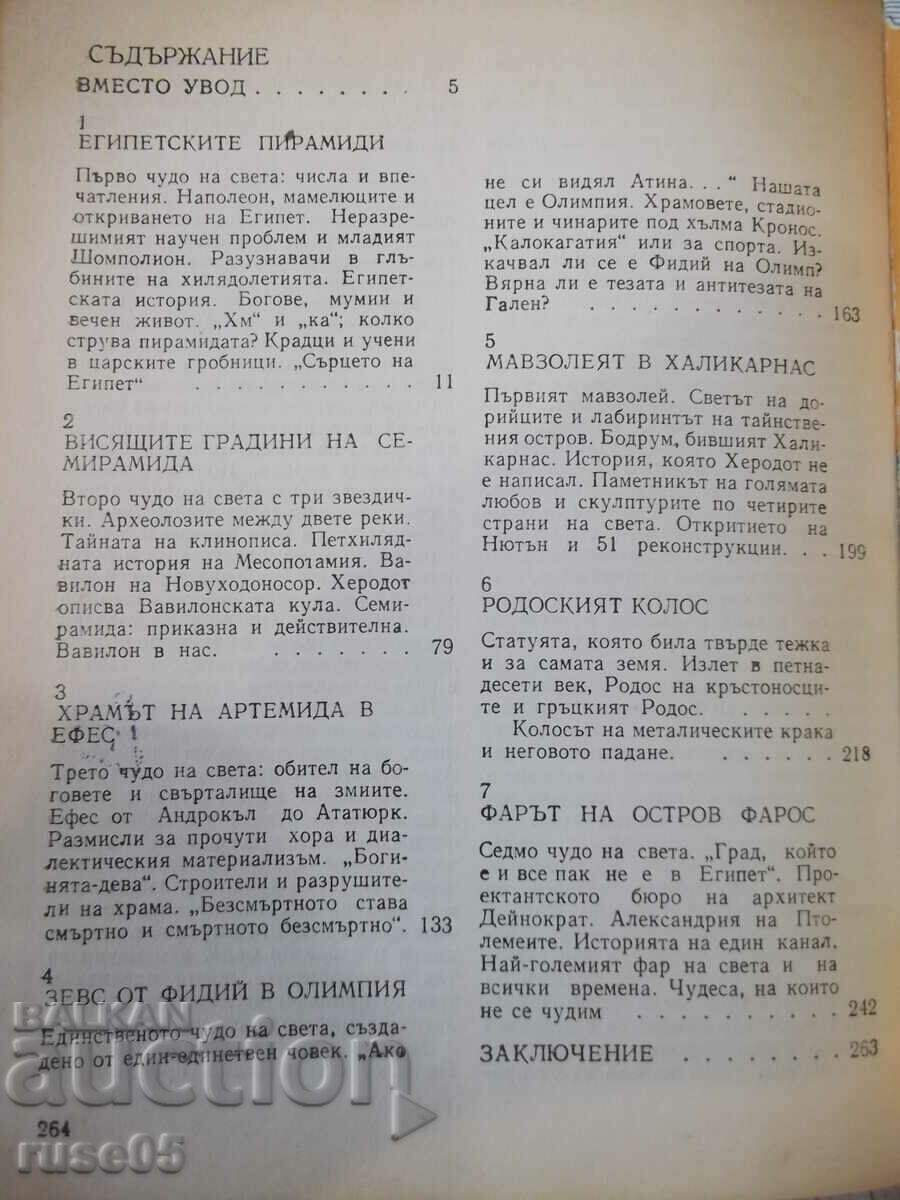 СЪДЪРЖАНИЕ
ВМЕСТО УВОД . . . . . . . . 5
1
ЕГИПЕТСКИТЕ ПИРАМИДИ
Първо чудо на света: числа и впе-
чатления. Наполеон, мамелюците и
откриването на Египет. Неразре-
шимият научен проблем и младият
Шомполион. Разузнавачи в глъ-
бините на хилядолетията. Египет-
ската история. Богове, мумии и
вечен живот. „Хм“ и „ка“; колко
струва пирамидата? Крадци и учени
в царските гробници. „Сърцето на
Египет“ . . . . . . . . . . . 11
2
ВИСЯЩИТЕ ГРАДИНИ НА СЕ-
МИРАМИДА
Второ чудо на света с три звездич-
ки. Археолозите между двете реки.
Тайната на клинописа. Петхиляд-
ната история на Месопотамия. Ва-
вилон на Новуходоносор. Херодот
описва Вавилонската кула. Семи-
рамида: приказна и действителна.
Вавилон в нас. . . . . . . . 79
3
ХРАМЪТ НА АРТЕМИДА В
ЕФЕС
Трето чудо на света: обител на бо-
говете и свърталище на змиите.
Ефес от Андрокъл до Ататюрк.
Размисли за прочути хора и диа-
лектическия материализъм. „Боги-
нята-дева“. Строители и разрушите-
ли на храма. „Безсмъртното става
смъртно и смъртното безсмъртно“. 133
4
ЗЕВС ОТ ФИДИЙ В ОЛИМПИЯ
Единственото чудо на света, създа-
дено от един-единетвен човек. „Ако
264
не си видял Атина. . .“ Нашата
цел е Олимпия. Храмовете, стадио-
ните и чинарите под хълма Кронос.
„Калокагатия“ или за спорта. Из-
качвал ли се е Фидий на Олимп?
Вярна ли е тезата и антитезата на
Гален? . . . . . . . . . . . . 163
5
МАВЗОЛЕЯТ В ХАЛИКАРНАС
Първият мавзолей. Светът на до-
рийците и лабиринтът на тайнстве-
ния остров. Бодрум, бившият Хали-
карнас. История, която Херодот не
е написал. Паметникът на голямата
любов и скулптурите по четирите
страни на света. Откритието на
Нютън и 51 реконструкции. . . 199
6
РОДОСКИЯТ КОЛОС
Статуята, която била твърде тежка
и за самата земя. Излет в петна-
десети век, Родос на кръстоносци-
те и гръцкият Родос. . . . . .
Колосът на металическите крака
и неговото падане. . . . . . . 218
7
ФАРЪТ НА ОСТРОВ ФАРОС
Седмо чудо на света. „Град, който
е и все пак не е в Египет“. Про-
ектантското бюро на архитект
Дейнократ. Александрия на Пто-
лемеите. Историята на един канал.
Най-големият фар на света и на
всички времена. Чудеса, на които
не се чудим . . . . . . . . . 242
ЗАКЛЮЧЕНИЕ . . . . . . . . 263
BALKAN
auction
ruse05